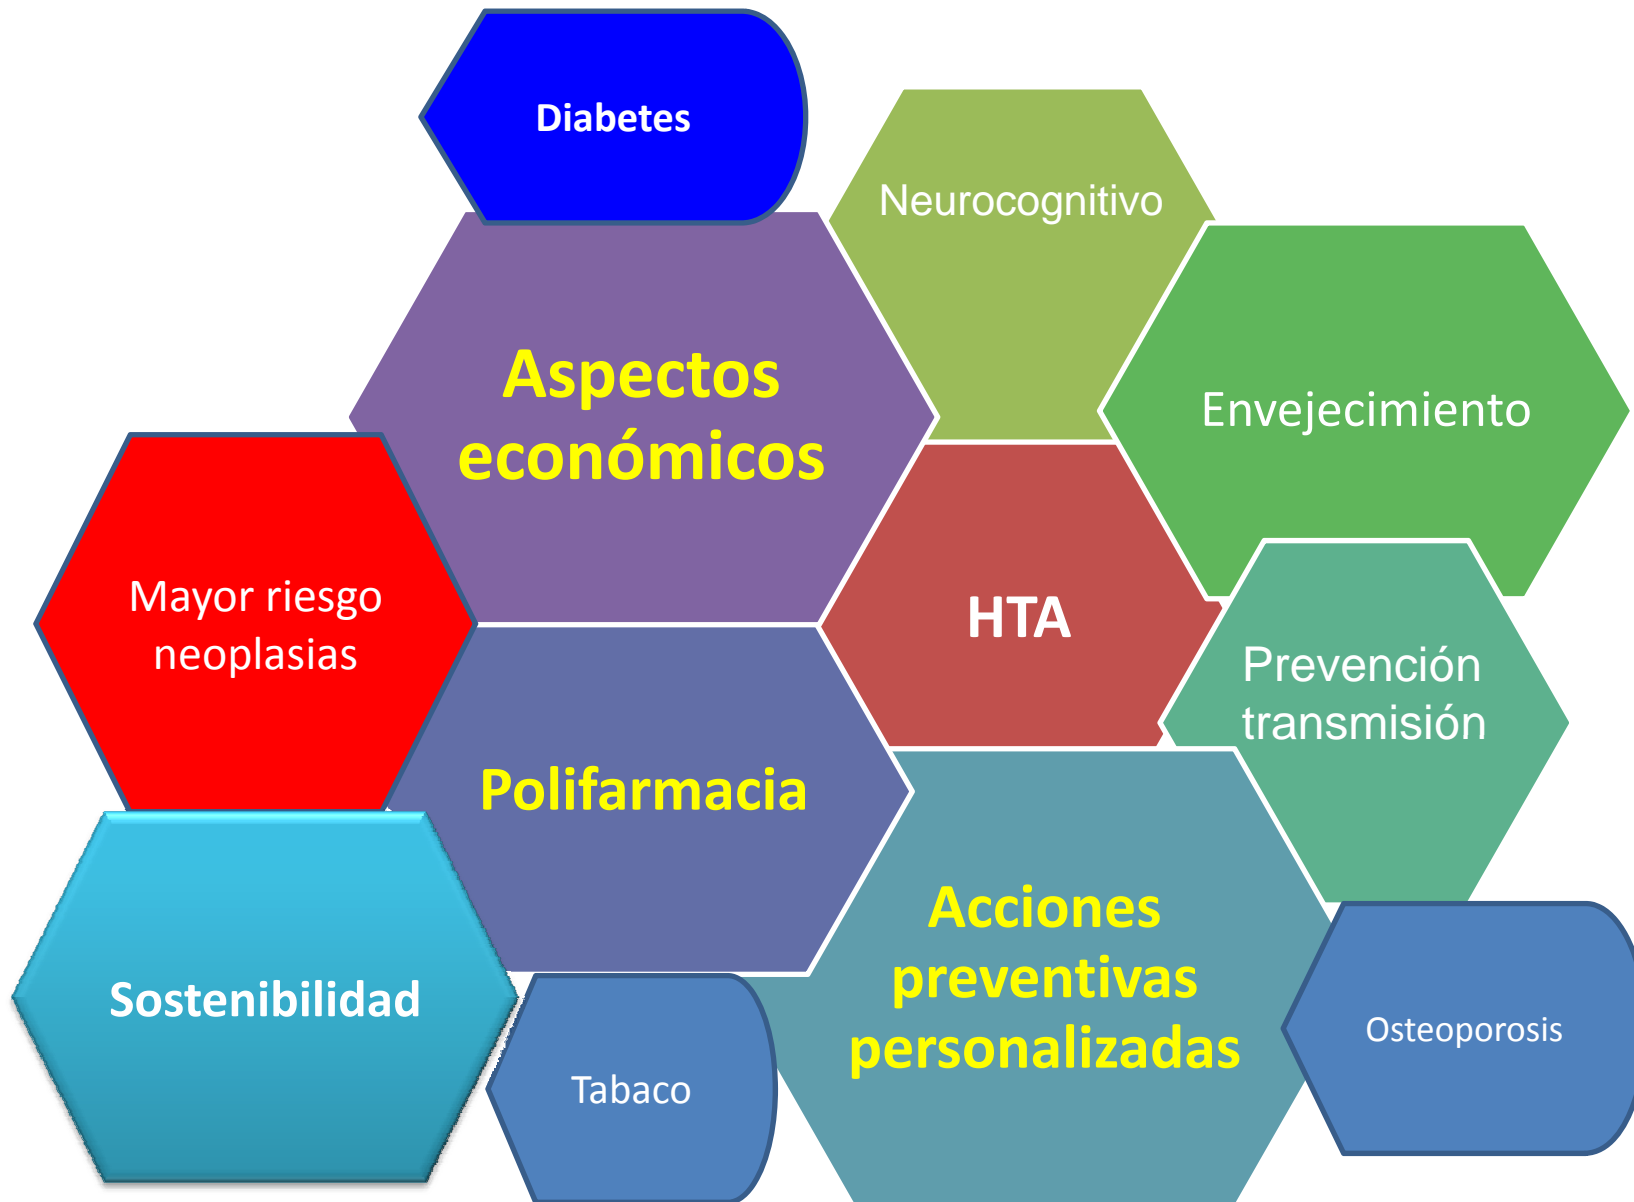 Diabetes
Neurocognitivo
Aspectos
económicos
Envejecimiento
Mayor riesgo
neoplasias
HTA
Prevención
transmisión
Polifarmacia
Acciones
preventivas
personalizadas
Sostenibilidad
Tabaco
Osteoporosis